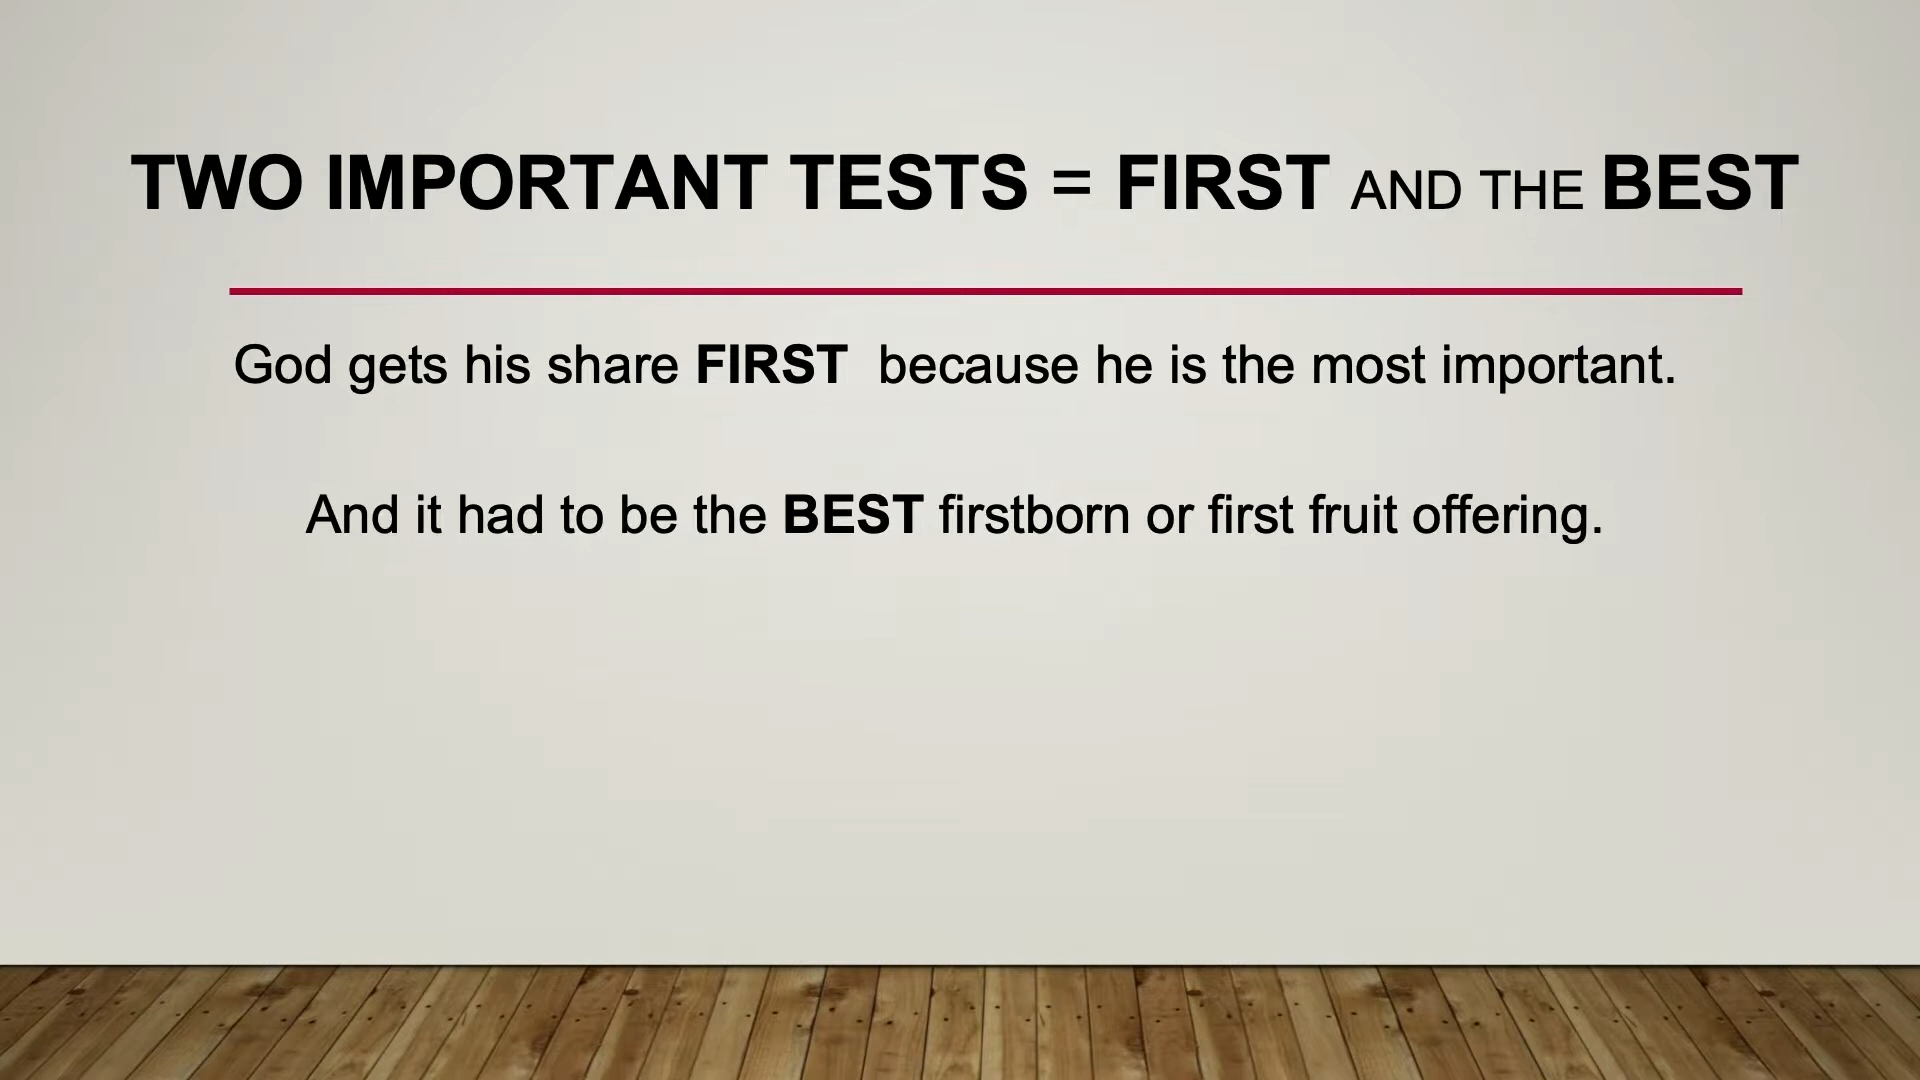 TWO IMPORTANT TESTS = FIRST AND THE BEST
God gets his share FIRST  because he is the most important.
And it had to be the BEST firstborn or first fruit offering.